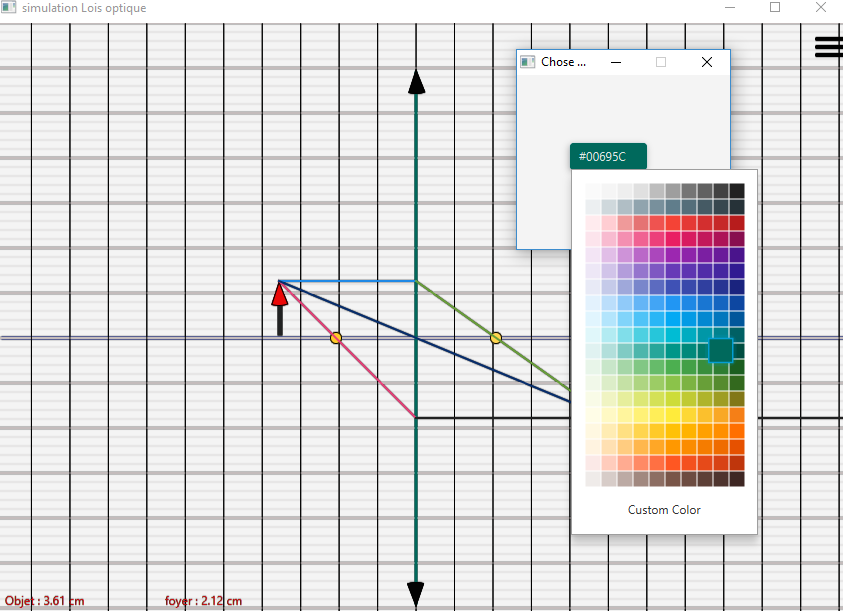 simulation Lois optique
Chose ...
#00695C
Custom Color
Objet : 3.61 cm
foyer : 2.12 cm